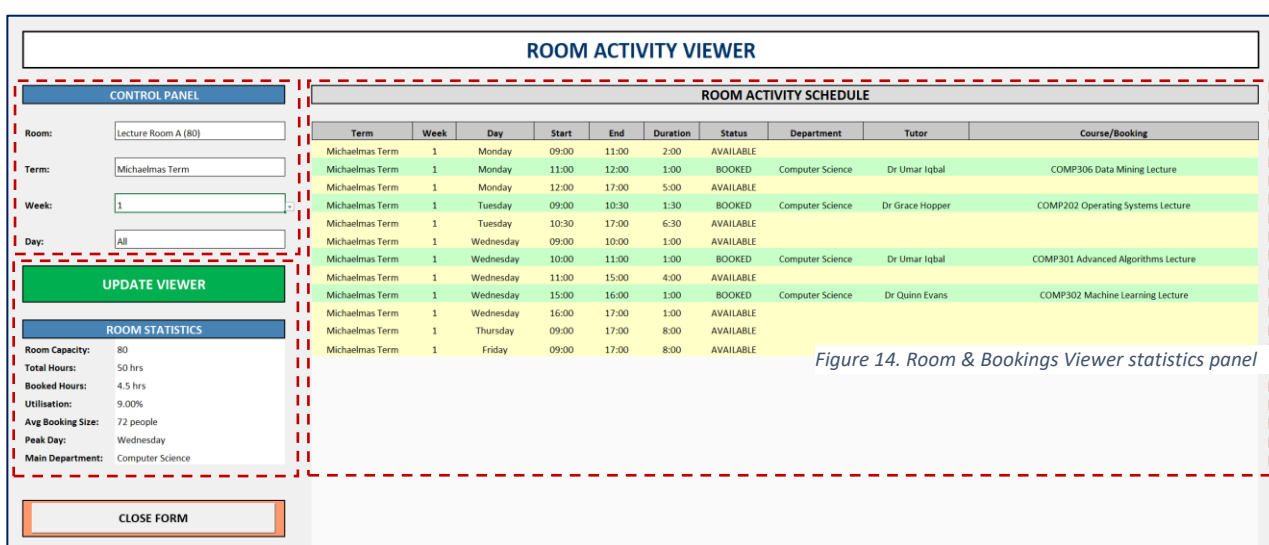 ROOM ACTIVITY VIEWER
CONTROL PANEL
Room: Lecture Room A (80)
Term: Michaelmas Term
Week: 1
Day: All
UPDATE VIEWER
ROOM STATISTICS
Room Capacity: 80
Total Hours: 50 hrs
Booked Hours: 4.5 hrs
Utilisation: 9.00%
Avg Booking Size: 72 people
Peak Day: Wednesday
Main Department: Computer Science
CLOSE FORM
ROOM ACTIVITY SCHEDULE
Term Week Day Start End Duration Status Department Tutor Course/Booking
Michaelmas Term 1 Monday 09:00 11:00 2:00 AVAILABLE
Michaelmas Term 1 Monday 11:00 12:00 1:00 BOOKED Computer Science Dr Umar Iqbal COMP306 Data Mining Lecture
Michaelmas Term 1 Monday 12:00 17:00 5:00 AVAILABLE
Michaelmas Term 1 Tuesday 09:00 10:30 1:30 BOOKED Computer Science Dr Grace Hopper COMP202 Operating Systems Lecture
Michaelmas Term 1 Tuesday 10:30 17:00 6:30 AVAILABLE
Michaelmas Term 1 Wednesday 09:00 10:00 1:00 AVAILABLE
Michaelmas Term 1 Wednesday 10:00 11:00 1:00 BOOKED Computer Science Dr Umar Iqbal COMP301 Advanced Algorithms Lecture
Michaelmas Term 1 Wednesday 11:00 15:00 4:00 AVAILABLE
Michaelmas Term 1 Wednesday 15:00 16:00 1:00 BOOKED Computer Science Dr Quinn Evans COMP302 Machine Learning Lecture
Michaelmas Term 1 Wednesday 16:00 17:00 1:00 AVAILABLE
Michaelmas Term 1 Thursday 09:00 17:00 8:00 AVAILABLE
Michaelmas Term 1 Friday 09:00 17:00 8:00 AVAILABLE
Figure 14. Room & Bookings Viewer statistics panel